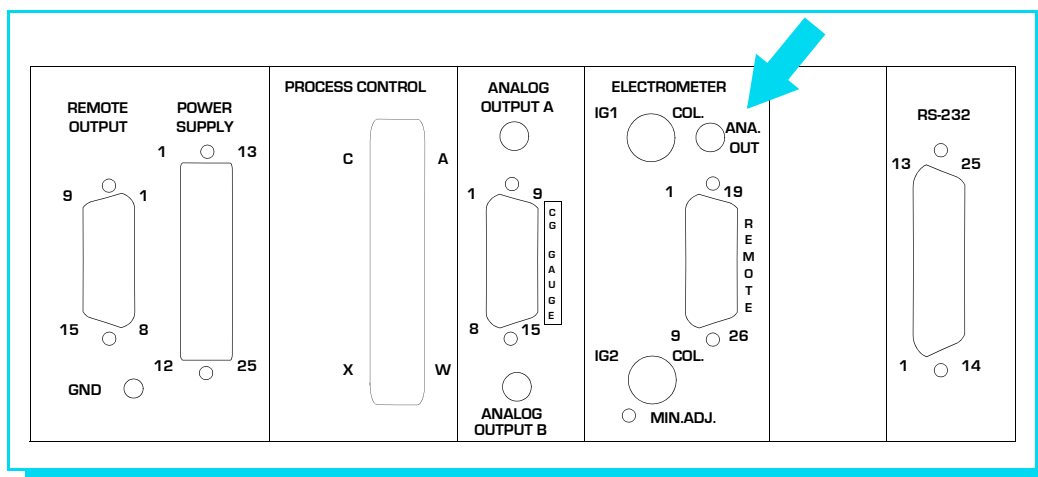 REMOTE
OUTPUT
9
1
15
8
GND
POWER
SUPPLY
1
13
12
25
PROCESS CONTROL
C
A
X
W
ANALOG
OUTPUT A
1
9
CG GAUGE
8
15
ANALOG
OUTPUT B
ELECTROMETER
IG1
COL.
ANA.
OUT
1
19
REMOTE
9
26
IG2
COL.
MIN.ADJ.
RS-232
13
25
1
14